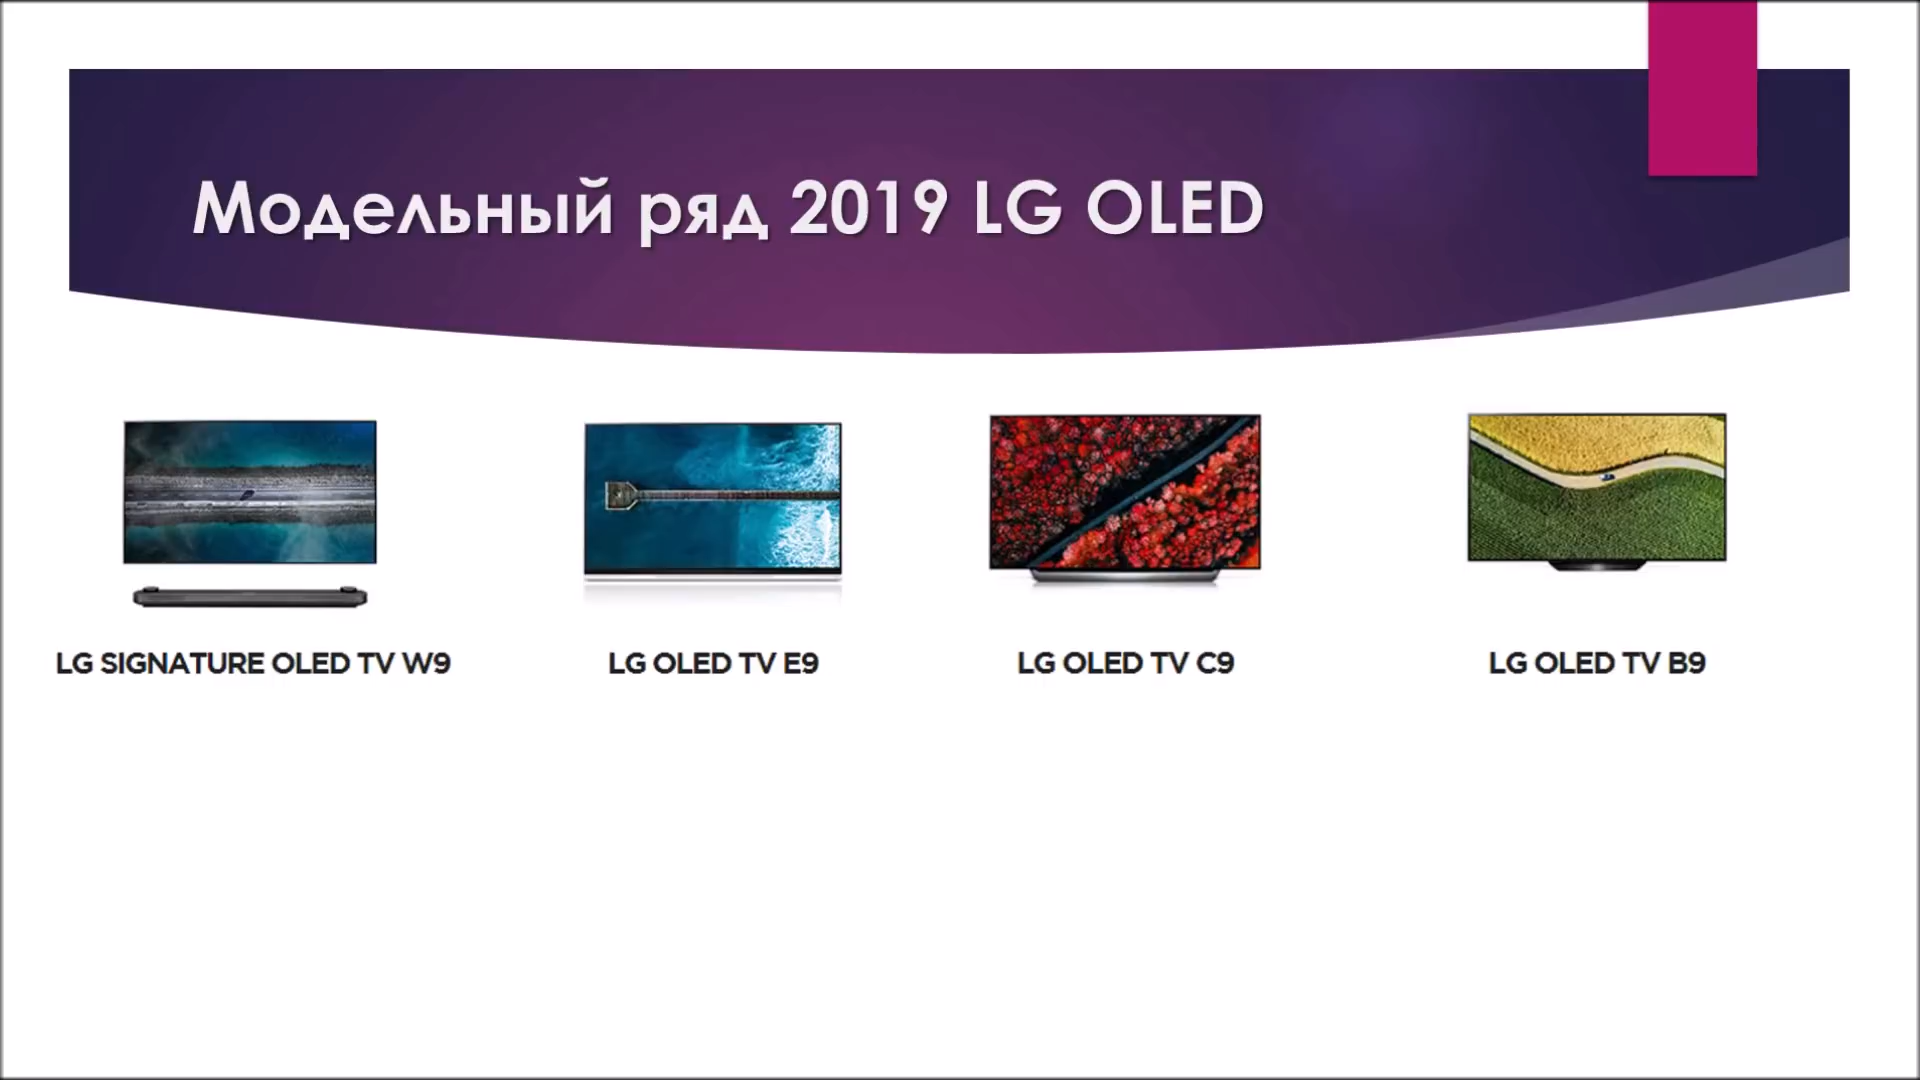 Модельный ряд 2019 LG OLED
LG SIGNATURE OLED TV W9
LG OLED TV E9
LG OLED TV C9
LG OLED TV B9